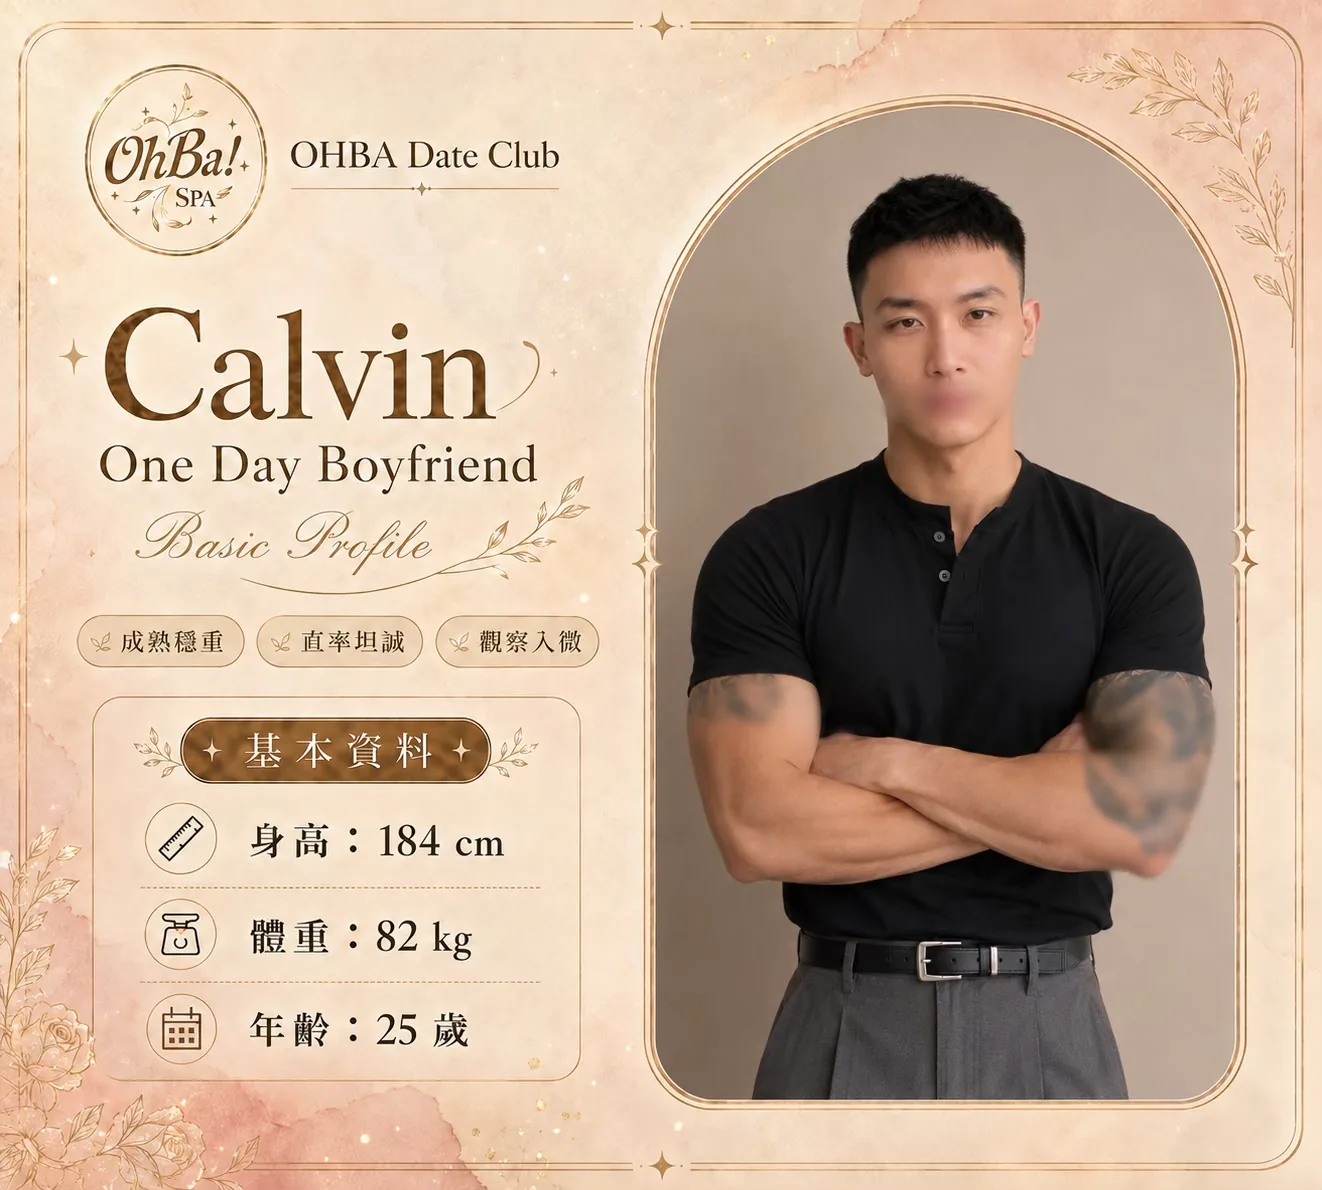 OhBa!
SPA
OHBA Date Club
Calvin
One Day Boyfriend
Basic Profile
成熟穩重
直率坦誠
觀察入微
基本資料
身高：184 cm
體重：82 kg
年齡：25 歲